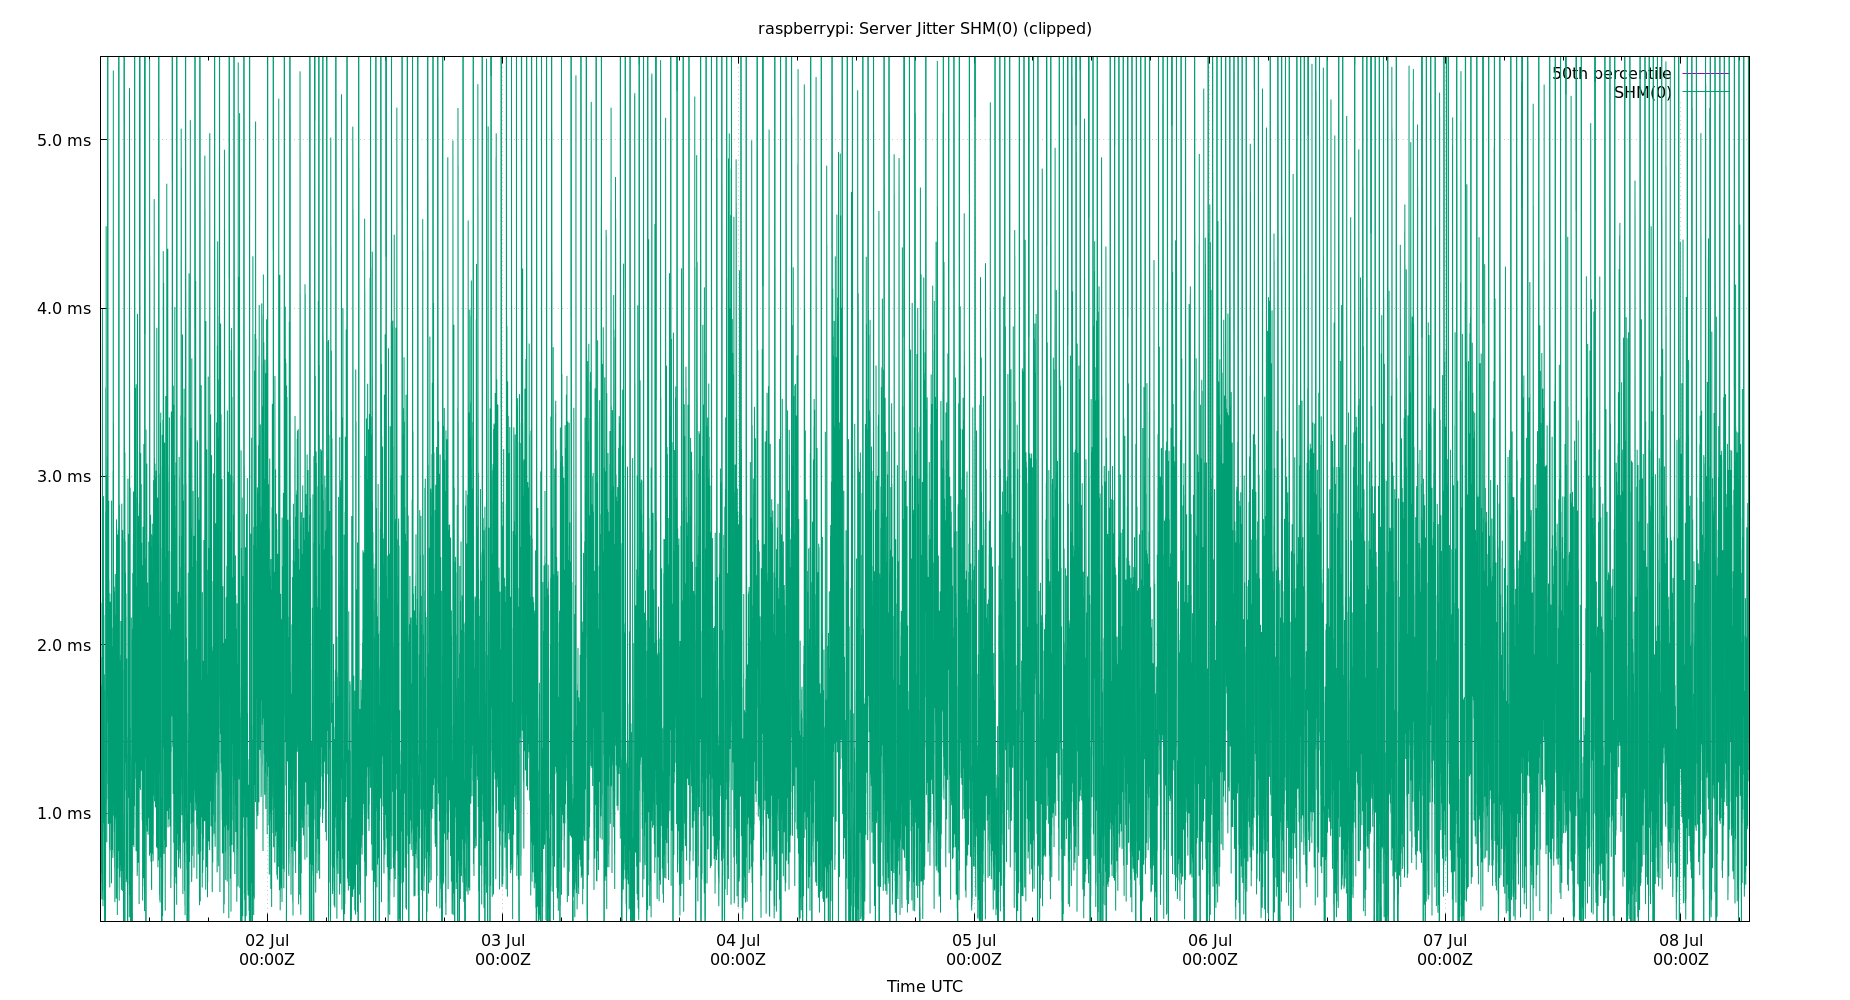 raspberrypi: Server Jitter SHM(0) (clipped)
50th percentile
SHM(0)
5.0 ms
4.0 ms
3.0 ms
2.0 ms
1.0 ms
02 Jul 03 Jul 04 Jul 05 Jul 06 Jul 07 Jul 08 Jul
00:00Z 00:00Z 00:00Z 00:00Z 00:00Z 00:00Z 00:00Z
Time UTC